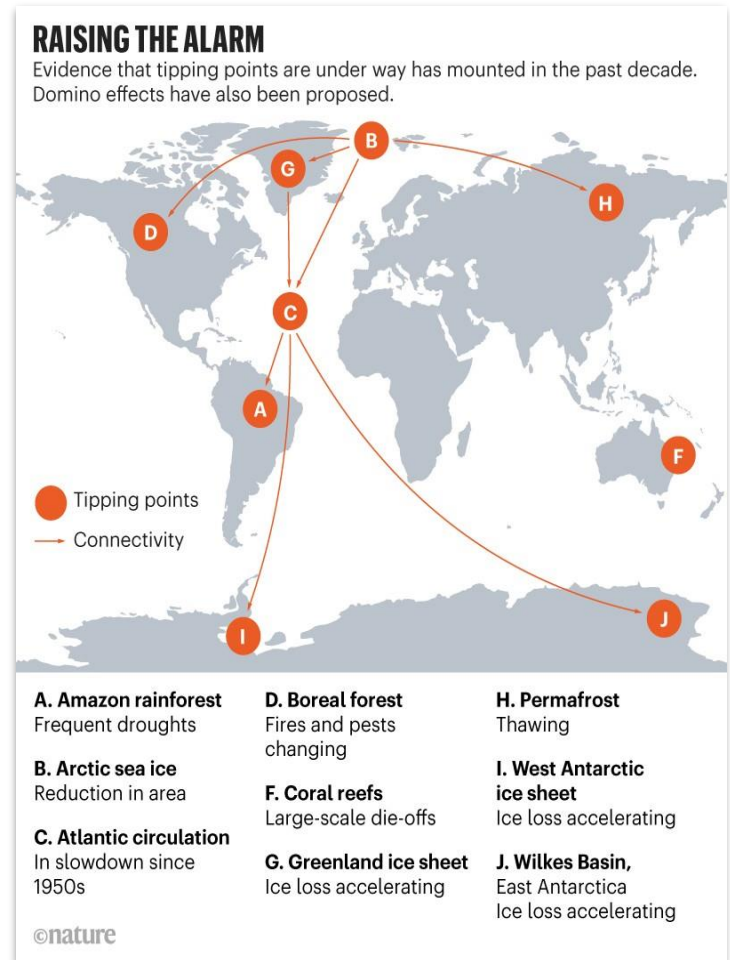 RAISING THE ALARM
Evidence that tipping points are under way has mounted in the past decade.
Domino effects have also been proposed.
B
G
H
D
C
A
F
Tipping points
Connectivity
J
I
A. Amazon rainforest
Frequent droughts
B. Arctic sea ice
Reduction in area
C. Atlantic circulation
In slowdown since
1950s
D. Boreal forest
Fires and pests
changing
F. Coral reefs
Large-scale die-offs
G. Greenland ice sheet
Ice loss accelerating
H. Permafrost
Thawing
I. West Antarctic
ice sheet
Ice loss accelerating
J. Wilkes Basin,
East Antarctica
Ice loss accelerating
©nature